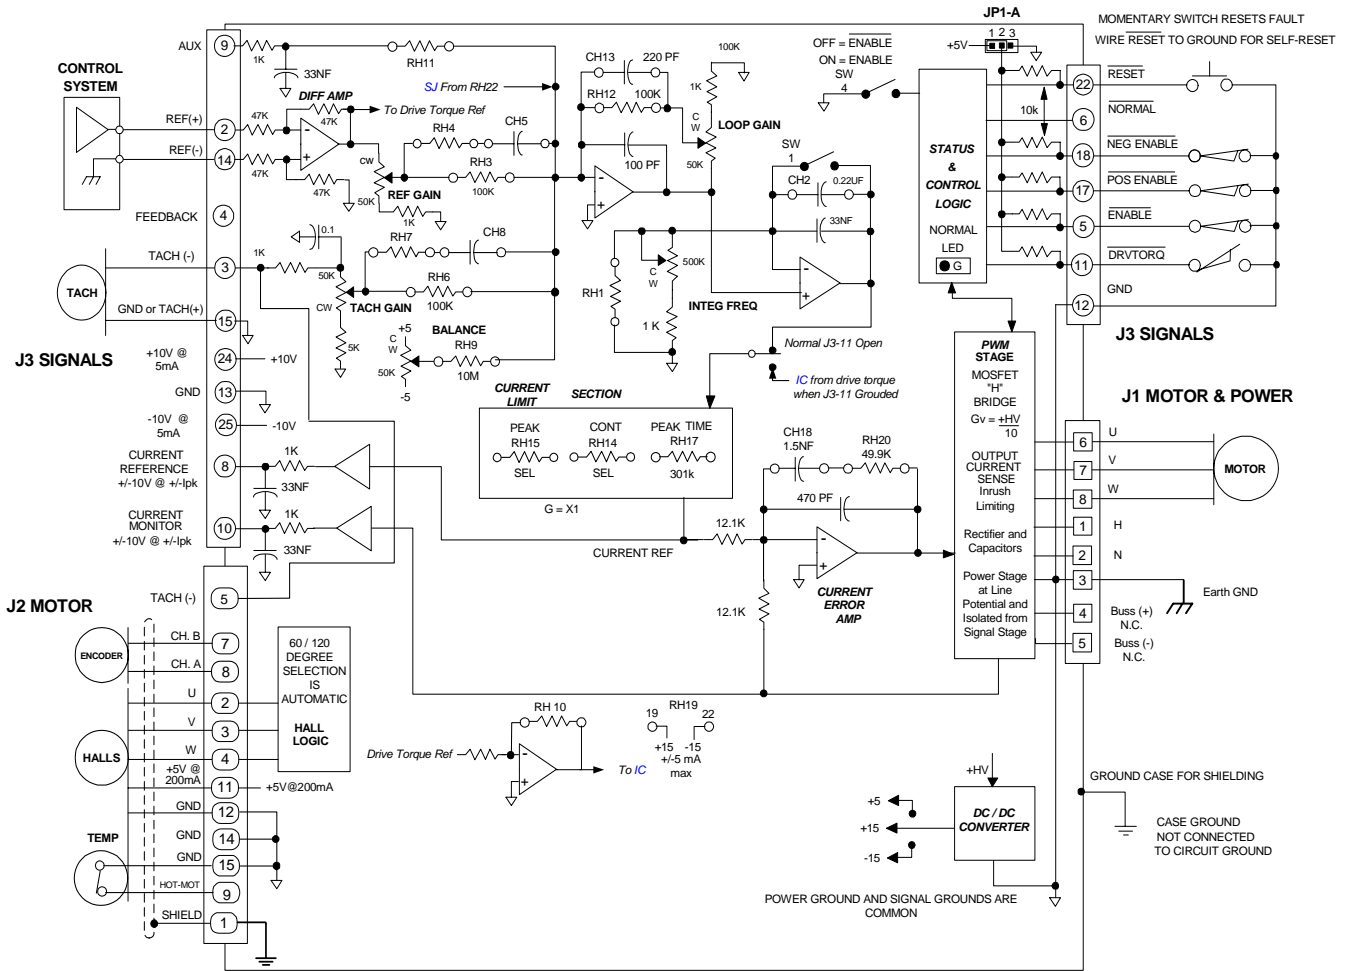 JP1-A
MOMENTARY SWITCH RESETS FAULT
WIRE RESET TO GROUND FOR SELF-RESET
1 2 3
+5V
OFF = ENABLE
ON = ENABLE
SW
4
CONTROL
SYSTEM
AUX
9
1K
33NF
RH11
SJ From RH22
DIFF AMP
To Drive Torque Ref
REF(+)
2
47K
47K
REF(-)
14
47K
47K
-
+
RH4
CH5
CW
RH3
100K
50K
REF GAIN
1K
FEEDBACK
4
0.1
CH13
220 PF
RH12
100K
100 PF
-
+
100K
1K
C
W
LOOP GAIN
50K
SW
1
CH2
0.22UF
33NF
-
+
500K
C
W
RH1
INTEG FREQ
1 K
TACH
TACH (-)
3
1K
50K
CW
TACH GAIN
RH7
CH8
RH6
100K
5K
GND or TACH(+)
15
J3 SIGNALS
+10V @
5mA
24
+10V
GND
13
-10V @
5mA
25
-10V
+5
C
W
50K
-5
BALANCE
RH9
10M
Normal J3-11 Open
IC from drive torque
when J3-11 Grouded
STATUS
&
CONTROL
LOGIC
NORMAL
LED
G
10k
22
RESET
6
NORMAL
18
NEG ENABLE
17
POS ENABLE
5
ENABLE
11
DRVTORQ
12
GND
J3 SIGNALS
CURRENT
LIMIT
SECTION
PEAK
RH15
SEL
CONT
RH14
SEL
PEAK TIME
RH17
301k
G = X1
CURRENT
REFERENCE
+/-10V @ +/-Ipk
8
1K
33NF
CURRENT
MONITOR
+/-10V @ +/-Ipk
10
1K
33NF
CURRENT REF
12.1K
12.1K
CH18
1.5NF
RH20
49.9K
470 PF
-
+
CURRENT
ERROR
AMP
PWM
STAGE
MOSFET
"H"
BRIDGE
Gv = +HV
10
OUTPUT
CURRENT
SENSE
Inrush
Limiting
Rectifier and
Capacitors
Power Stage
at Line
Potential and
Isolated from
Signal Stage
J1 MOTOR & POWER
6
U
7
V
8
W
MOTOR
1
H
2
N
3
Earth GND
4
Buss (+)
N.C.
5
Buss (-)
N.C.
J2 MOTOR
TACH (-)
5
ENCODER
CH. B
7
CH. A
8
60 / 120
DEGREE
SELECTION
IS
AUTOMATIC
HALL
LOGIC
HALLS
U
2
V
3
W
4
+5V @
200mA
11
+5V@200mA
GND
12
TEMP
GND
14
GND
15
HOT-MOT
9
SHIELD
1
RH 10
Drive Torque Ref
-
+
To IC
RH19
19
22
+15 -15
+/-5 mA
max
+HV
DC / DC
CONVERTER
+5
+15
-15
POWER GROUND AND SIGNAL GROUNDS ARE
COMMON
GROUND CASE FOR SHIELDING
CASE GROUND
NOT CONNECTED
TO CIRCUIT GROUND